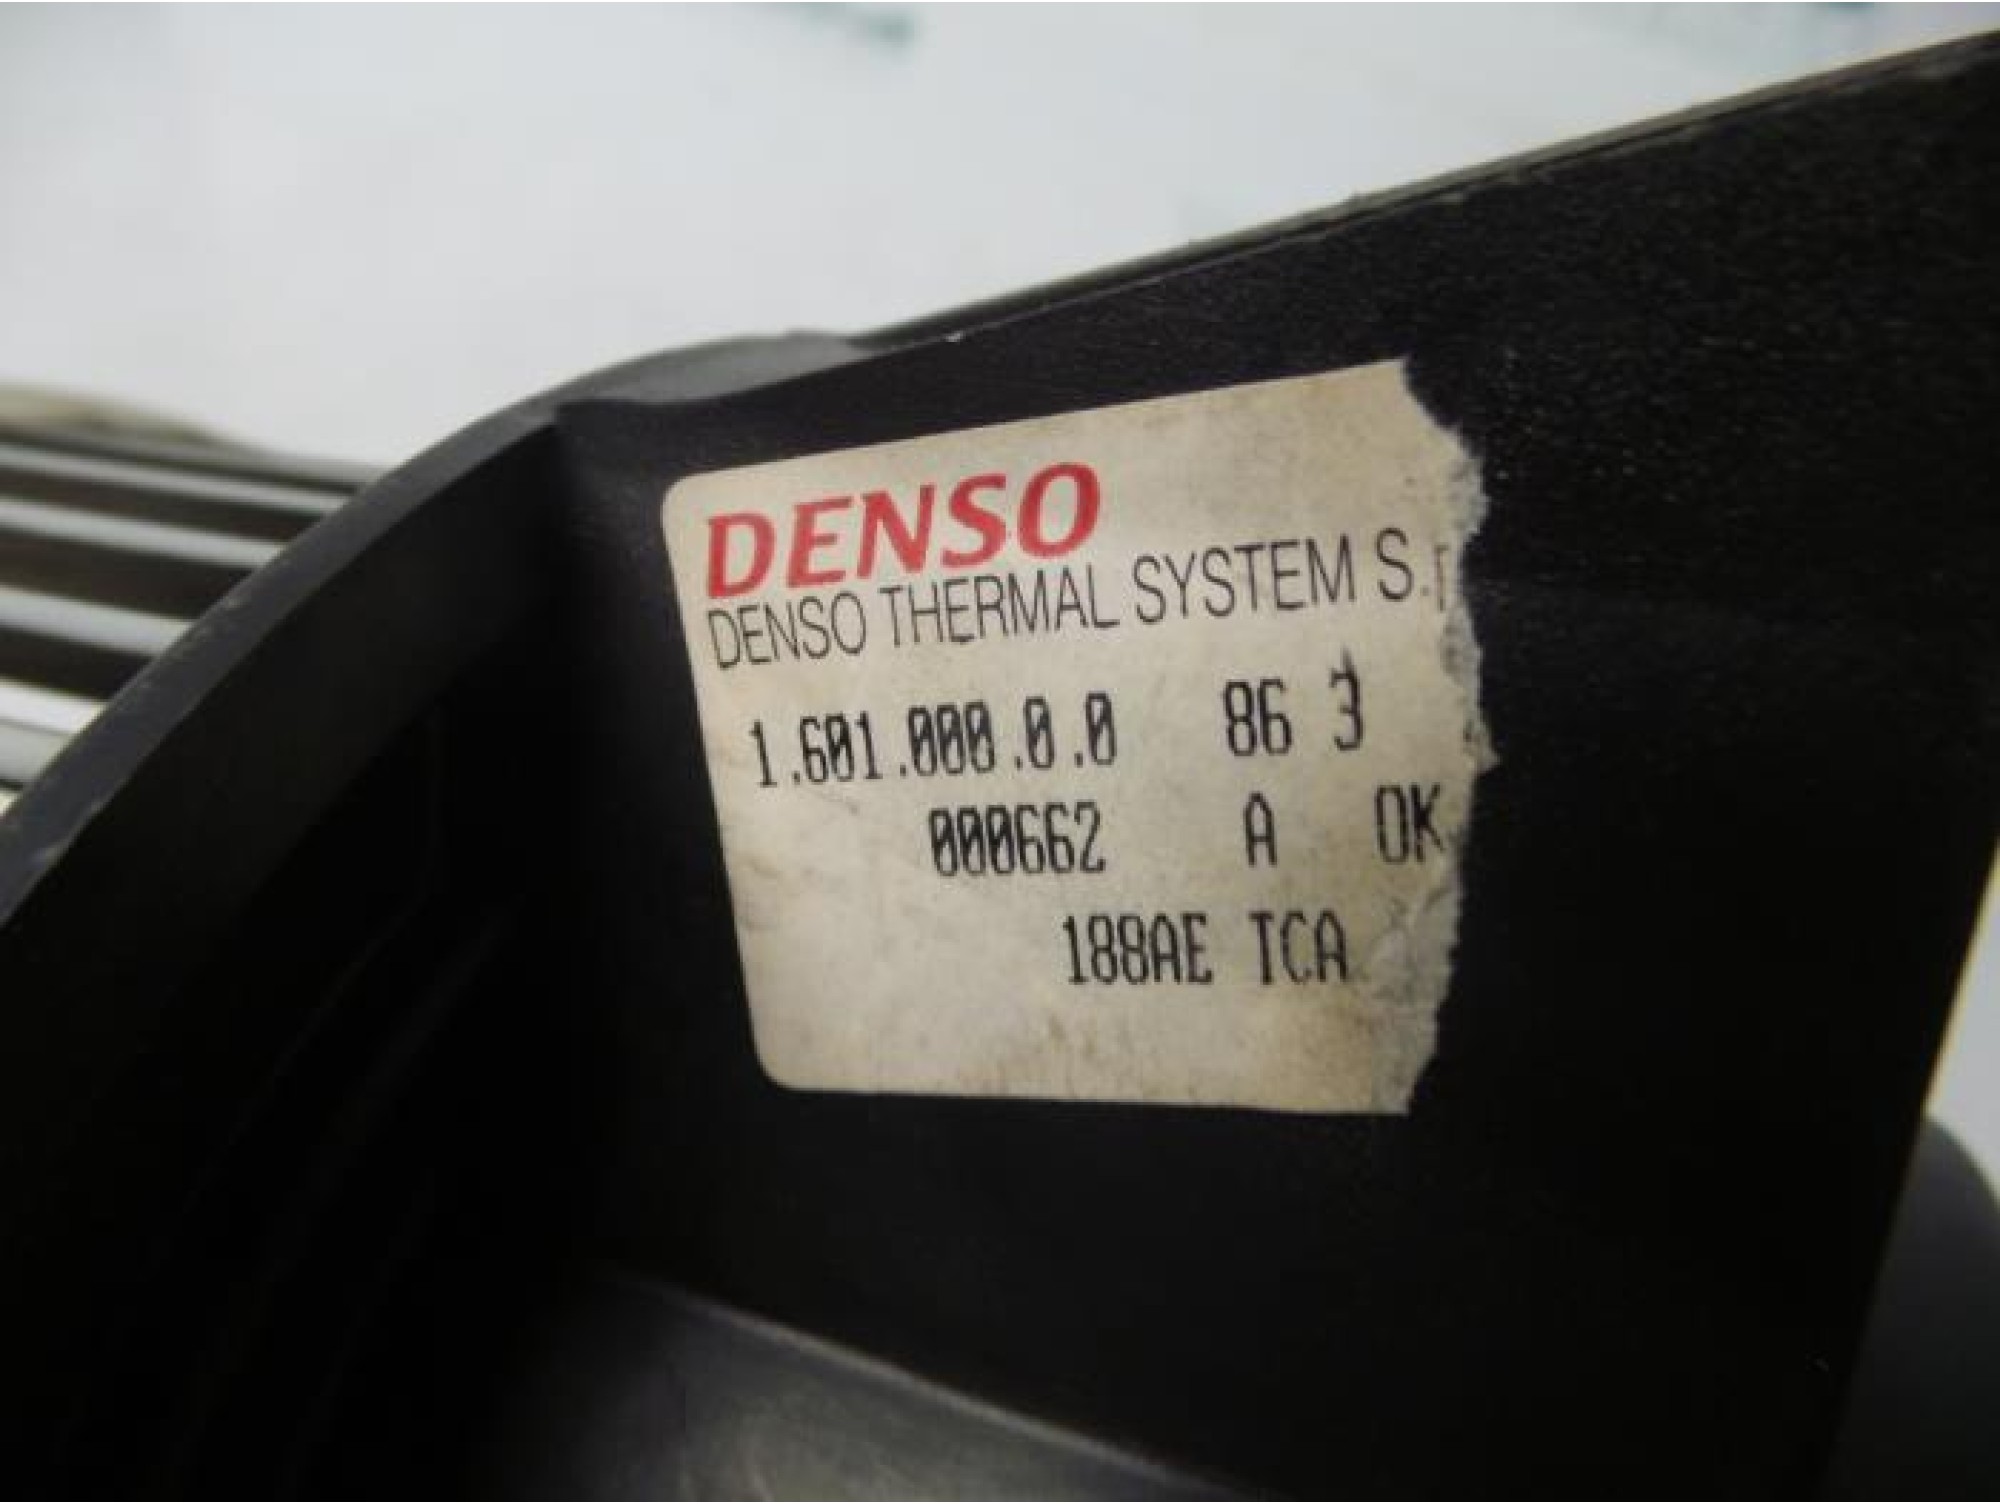 DENSO
DENSO THERMAL SYSTEM S.
1.601.000.0.0 86 3
000662 A OK
188AE TCA